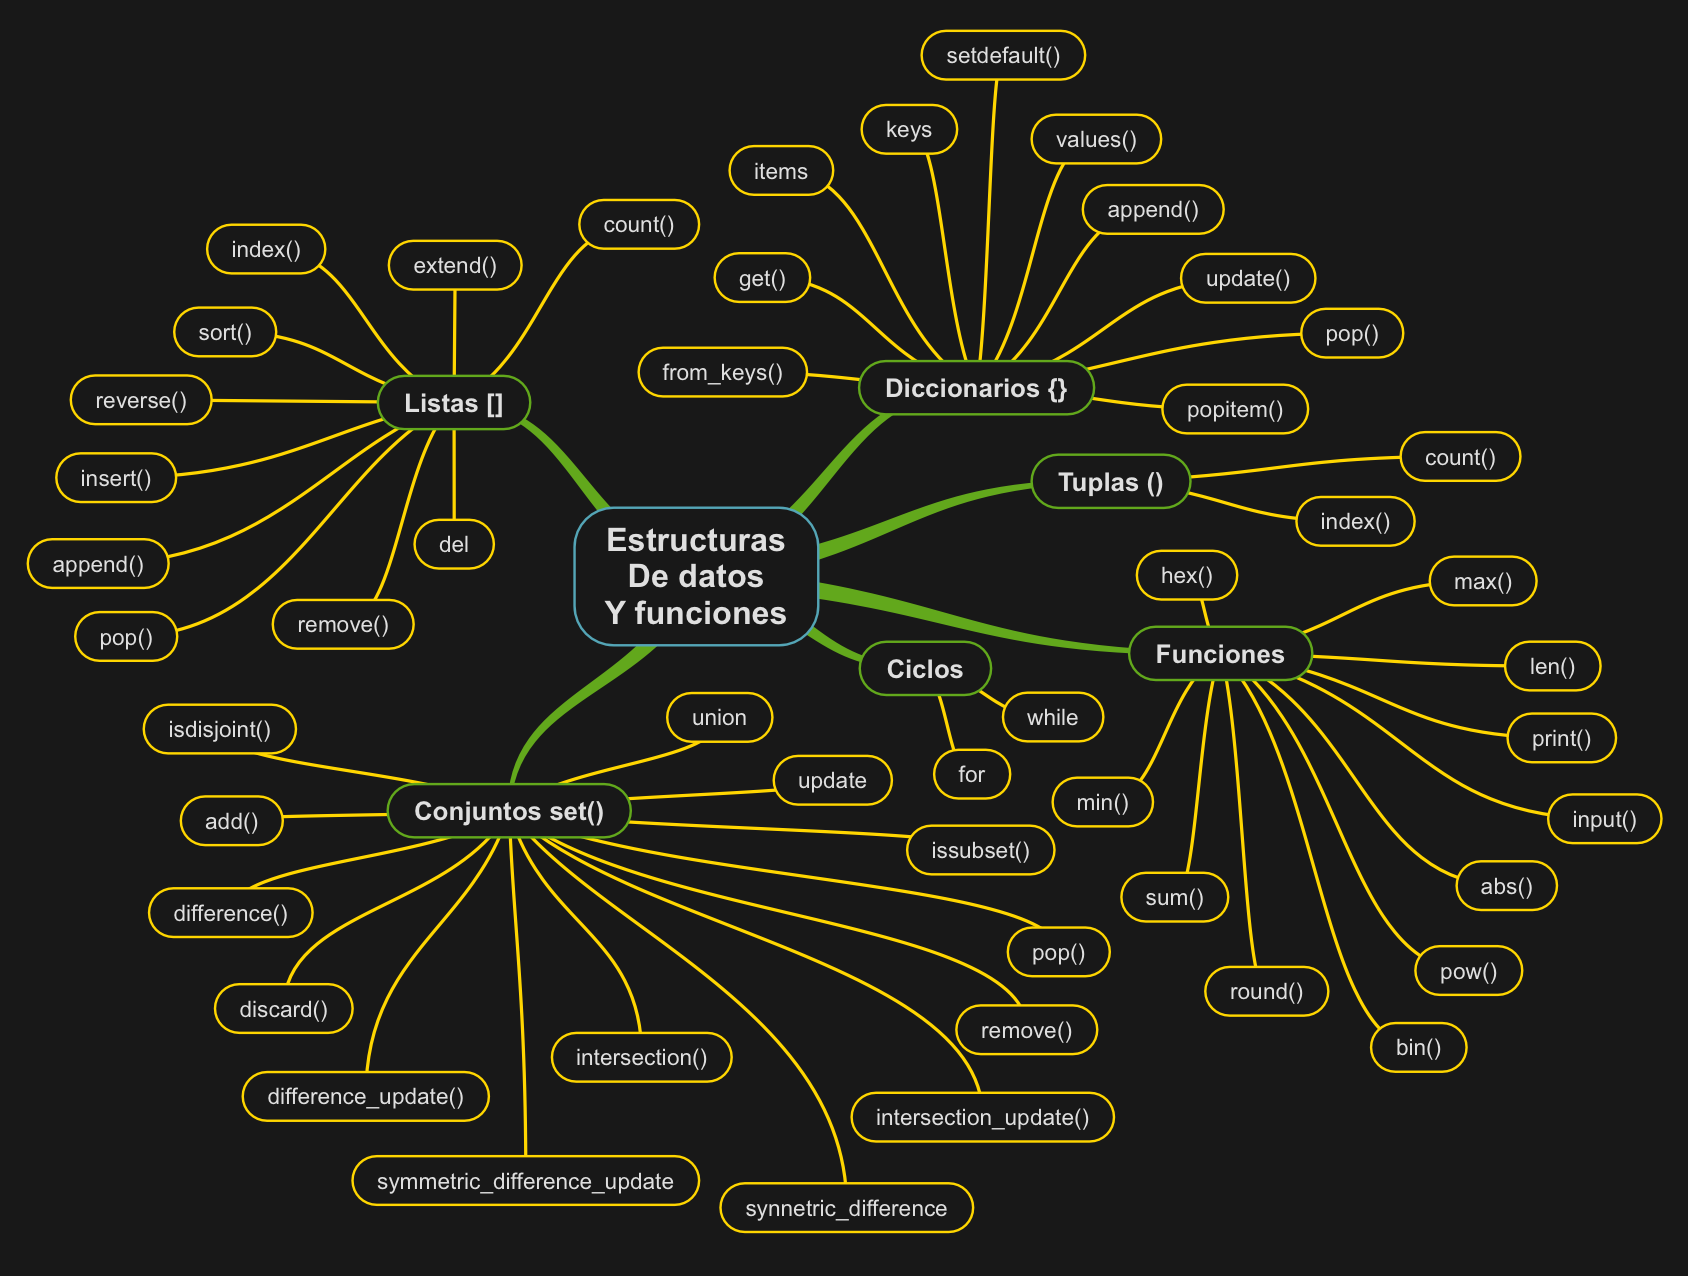 Estructuras
De datos
Y funciones
Listas []
index()
extend()
count()
sort()
reverse()
insert()
append()
pop()
remove()
del
Diccionarios {}
setdefault()
keys
values()
items
append()
get()
update()
from_keys()
pop()
popitem()
Tuplas ()
count()
index()
Funciones
hex()
max()
len()
print()
input()
abs()
pow()
bin()
round()
sum()
min()
Ciclos
while
for
Conjuntos set()
isdisjoint()
union
update
add()
issubset()
difference()
pop()
discard()
remove()
intersection()
difference_update()
intersection_update()
symmetric_difference_update
synnetric_difference